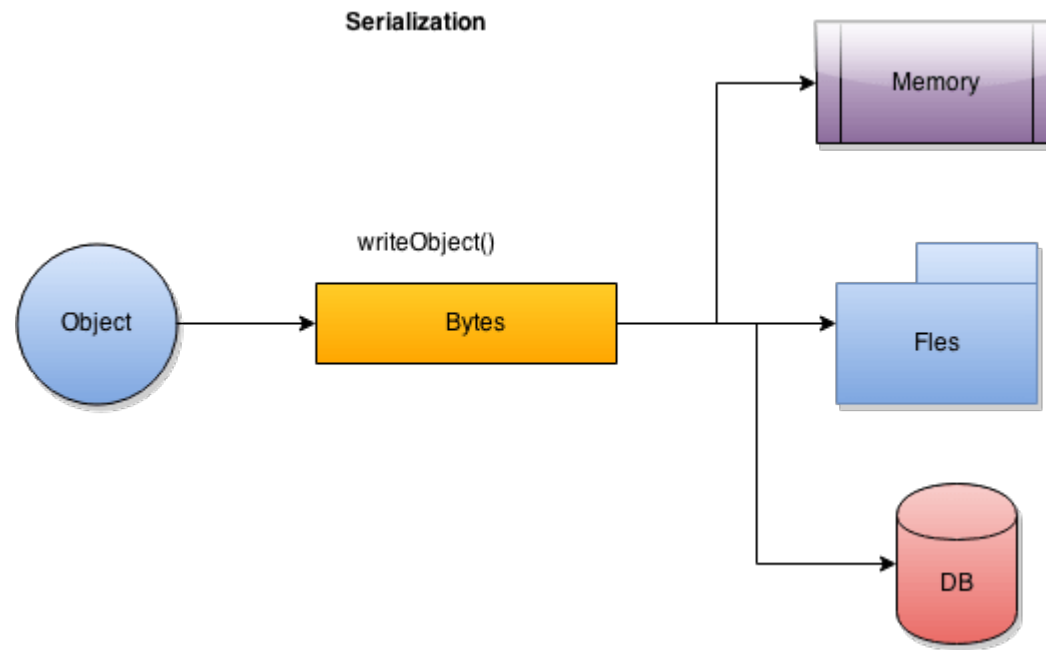 Serialization
Memory
writeObject()
Object
Bytes
Fles
DB